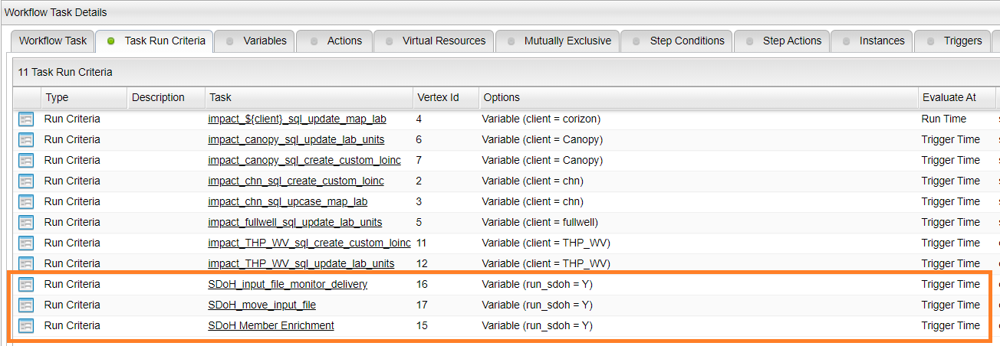 Workflow Task Details
Workflow Task Task Run Criteria Variables Actions Virtual Resources Mutually Exclusive Step Conditions Step Actions Instances Triggers
11 Task Run Criteria
Type Description Task Vertex Id Options Evaluate At
Run Criteria impact_${client}_sql_update_map_lab 4 Variable (client = corizon) Run Time
Run Criteria impact_canopy_sql_update_lab_units 6 Variable (client = Canopy) Trigger Time
Run Criteria impact_canopy_sql_create_custom_loinc 7 Variable (client = Canopy) Trigger Time
Run Criteria impact_chn_sql_create_custom_loinc 2 Variable (client = chn) Trigger Time
Run Criteria impact_chn_sql_upcase_map_lab 3 Variable (client = chn) Trigger Time
Run Criteria impact_fullwell_sql_update_lab_units 5 Variable (client = fullwell) Trigger Time
Run Criteria impact_THP_WV_sql_create_custom_loinc 11 Variable (client = THP_WV) Trigger Time
Run Criteria impact_THP_WV_sql_update_lab_units 12 Variable (client = THP_WV) Trigger Time
Run Criteria SDoH_input_file_monitor_delivery 16 Variable (run_sdoh = Y) Trigger Time
Run Criteria SDoH_move_input_file 17 Variable (run_sdoh = Y) Trigger Time
Run Criteria SDoH Member Enrichment 15 Variable (run_sdoh = Y) Trigger Time